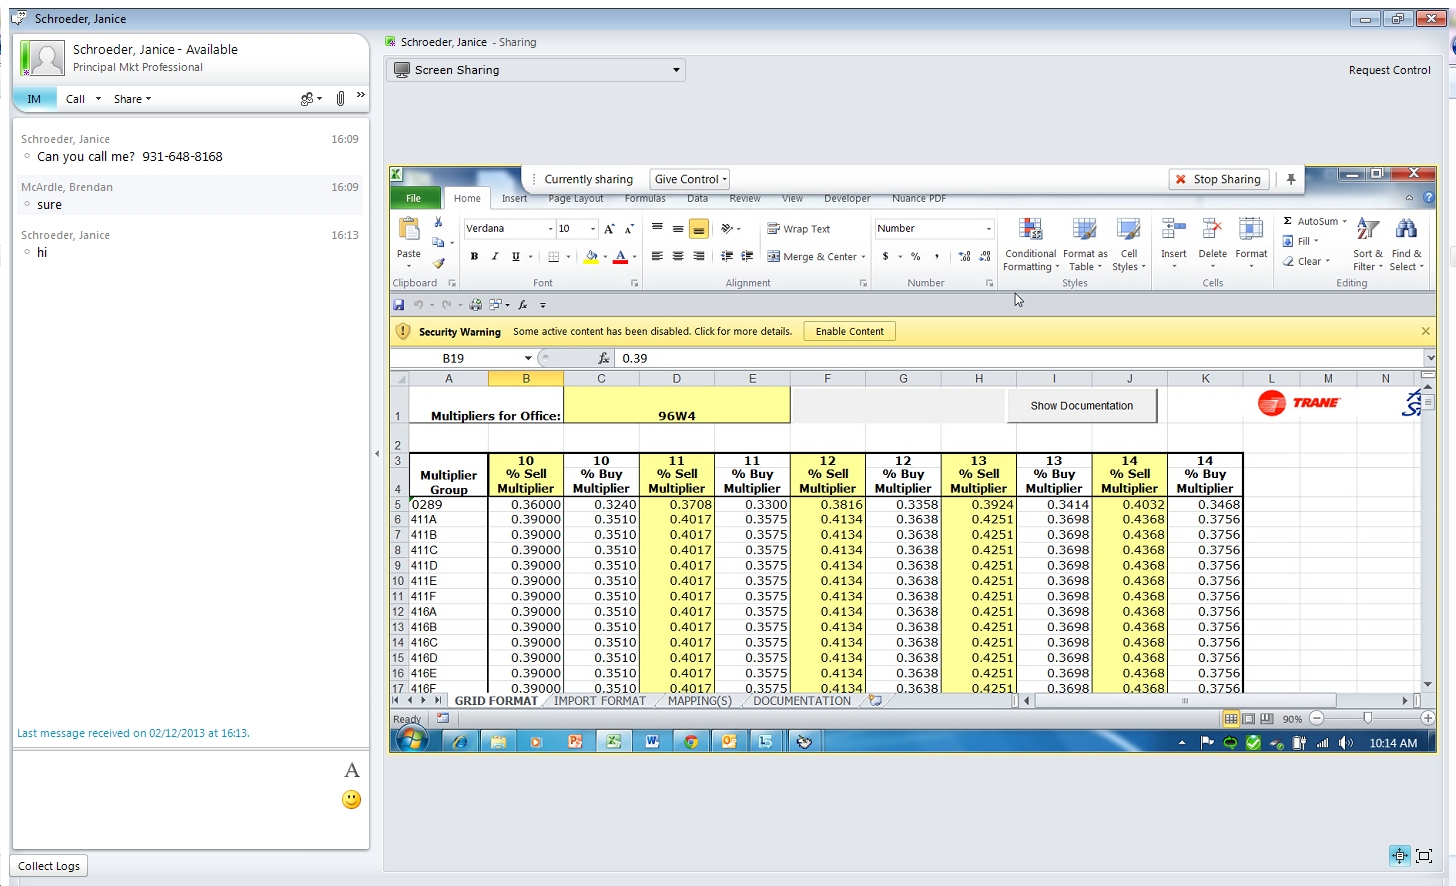 Schroeder, Janice
Schroeder, Janice - Available
Principal Mkt Professional
IM Call Share
Schroeder, Janice 16:09
Can you call me? 931-648-8168
McArdle, Brendan 16:09
sure
Schroeder, Janice 16:13
hi
Last message received on 02/12/2013 at 16:13.
A
Collect Logs
Schroeder, Janice - Sharing
Screen Sharing
Request Control
Currently sharing Give Control Stop Sharing
File Home Insert Page Layout Formulas Data Review View Developer Nuance PDF
Paste
Clipboard
Verdana 10
B I U
Font
Wrap Text
Merge & Center
Alignment
Number
$ % ,
Number
Conditional Formatting
Format as Table
Cell Styles
Styles
Insert Delete Format
Cells
Σ AutoSum
Fill
Clear
Sort & Filter
Find & Select
Editing
Security Warning Some active content has been disabled. Click for more details. Enable Content
B19 fx 0.39
A B C D E F G H I J K L M N
1 Multipliers for Office: 96W4 Show Documentation TRANE
2
3 10 10 11 11 12 12 13 13 14 14
Multiplier % Sell % Buy % Sell % Buy % Sell % Buy % Sell % Buy % Sell % Buy
4 Group Multiplier Multiplier Multiplier Multiplier Multiplier Multiplier Multiplier Multiplier Multiplier Multiplier
5 0289 0.36000 0.3240 0.3708 0.3300 0.3816 0.3358 0.3924 0.3414 0.4032 0.3468
6 411A 0.39000 0.3510 0.4017 0.3575 0.4134 0.3638 0.4251 0.3698 0.4368 0.3756
7 411B 0.39000 0.3510 0.4017 0.3575 0.4134 0.3638 0.4251 0.3698 0.4368 0.3756
8 411C 0.39000 0.3510 0.4017 0.3575 0.4134 0.3638 0.4251 0.3698 0.4368 0.3756
9 411D 0.39000 0.3510 0.4017 0.3575 0.4134 0.3638 0.4251 0.3698 0.4368 0.3756
10 411E 0.39000 0.3510 0.4017 0.3575 0.4134 0.3638 0.4251 0.3698 0.4368 0.3756
11 411F 0.39000 0.3510 0.4017 0.3575 0.4134 0.3638 0.4251 0.3698 0.4368 0.3756
12 416A 0.39000 0.3510 0.4017 0.3575 0.4134 0.3638 0.4251 0.3698 0.4368 0.3756
13 416B 0.39000 0.3510 0.4017 0.3575 0.4134 0.3638 0.4251 0.3698 0.4368 0.3756
14 416C 0.39000 0.3510 0.4017 0.3575 0.4134 0.3638 0.4251 0.3698 0.4368 0.3756
15 416D 0.39000 0.3510 0.4017 0.3575 0.4134 0.3638 0.4251 0.3698 0.4368 0.3756
16 416E 0.39000 0.3510 0.4017 0.3575 0.4134 0.3638 0.4251 0.3698 0.4368 0.3756
17 416F 0.39000 0.3510 0.4017 0.3575 0.4134 0.3638 0.4251 0.3698 0.4368 0.3756
GRID FORMAT IMPORT FORMAT MAPPING(S) DOCUMENTATION
Ready 90%
10:14 AM